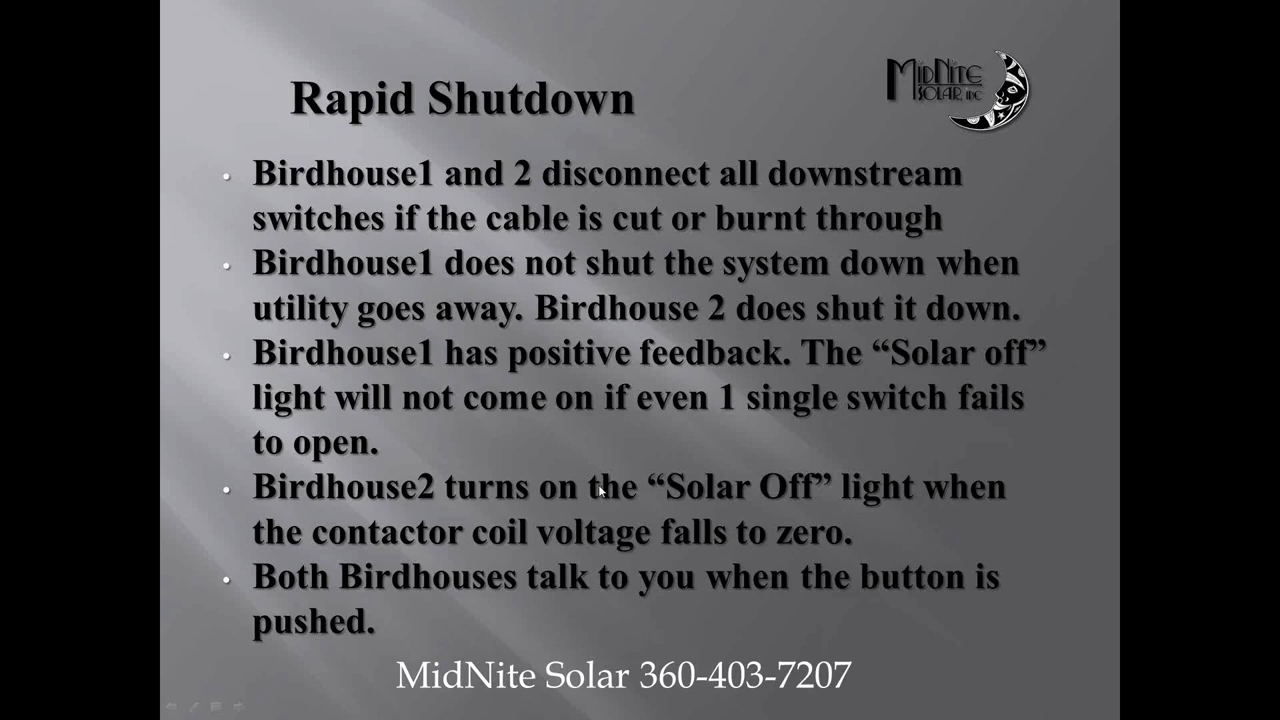 Rapid Shutdown
MIDNITE
SOLAR, INC
• Birdhouse1 and 2 disconnect all downstream
switches if the cable is cut or burnt through
• Birdhouse1 does not shut the system down when
utility goes away. Birdhouse 2 does shut it down.
• Birdhouse1 has positive feedback. The “Solar off”
light will not come on if even 1 single switch fails
to open.
• Birdhouse2 turns on the “Solar Off” light when
the contactor coil voltage falls to zero.
• Both Birdhouses talk to you when the button is
pushed.
MidNite Solar 360-403-7207